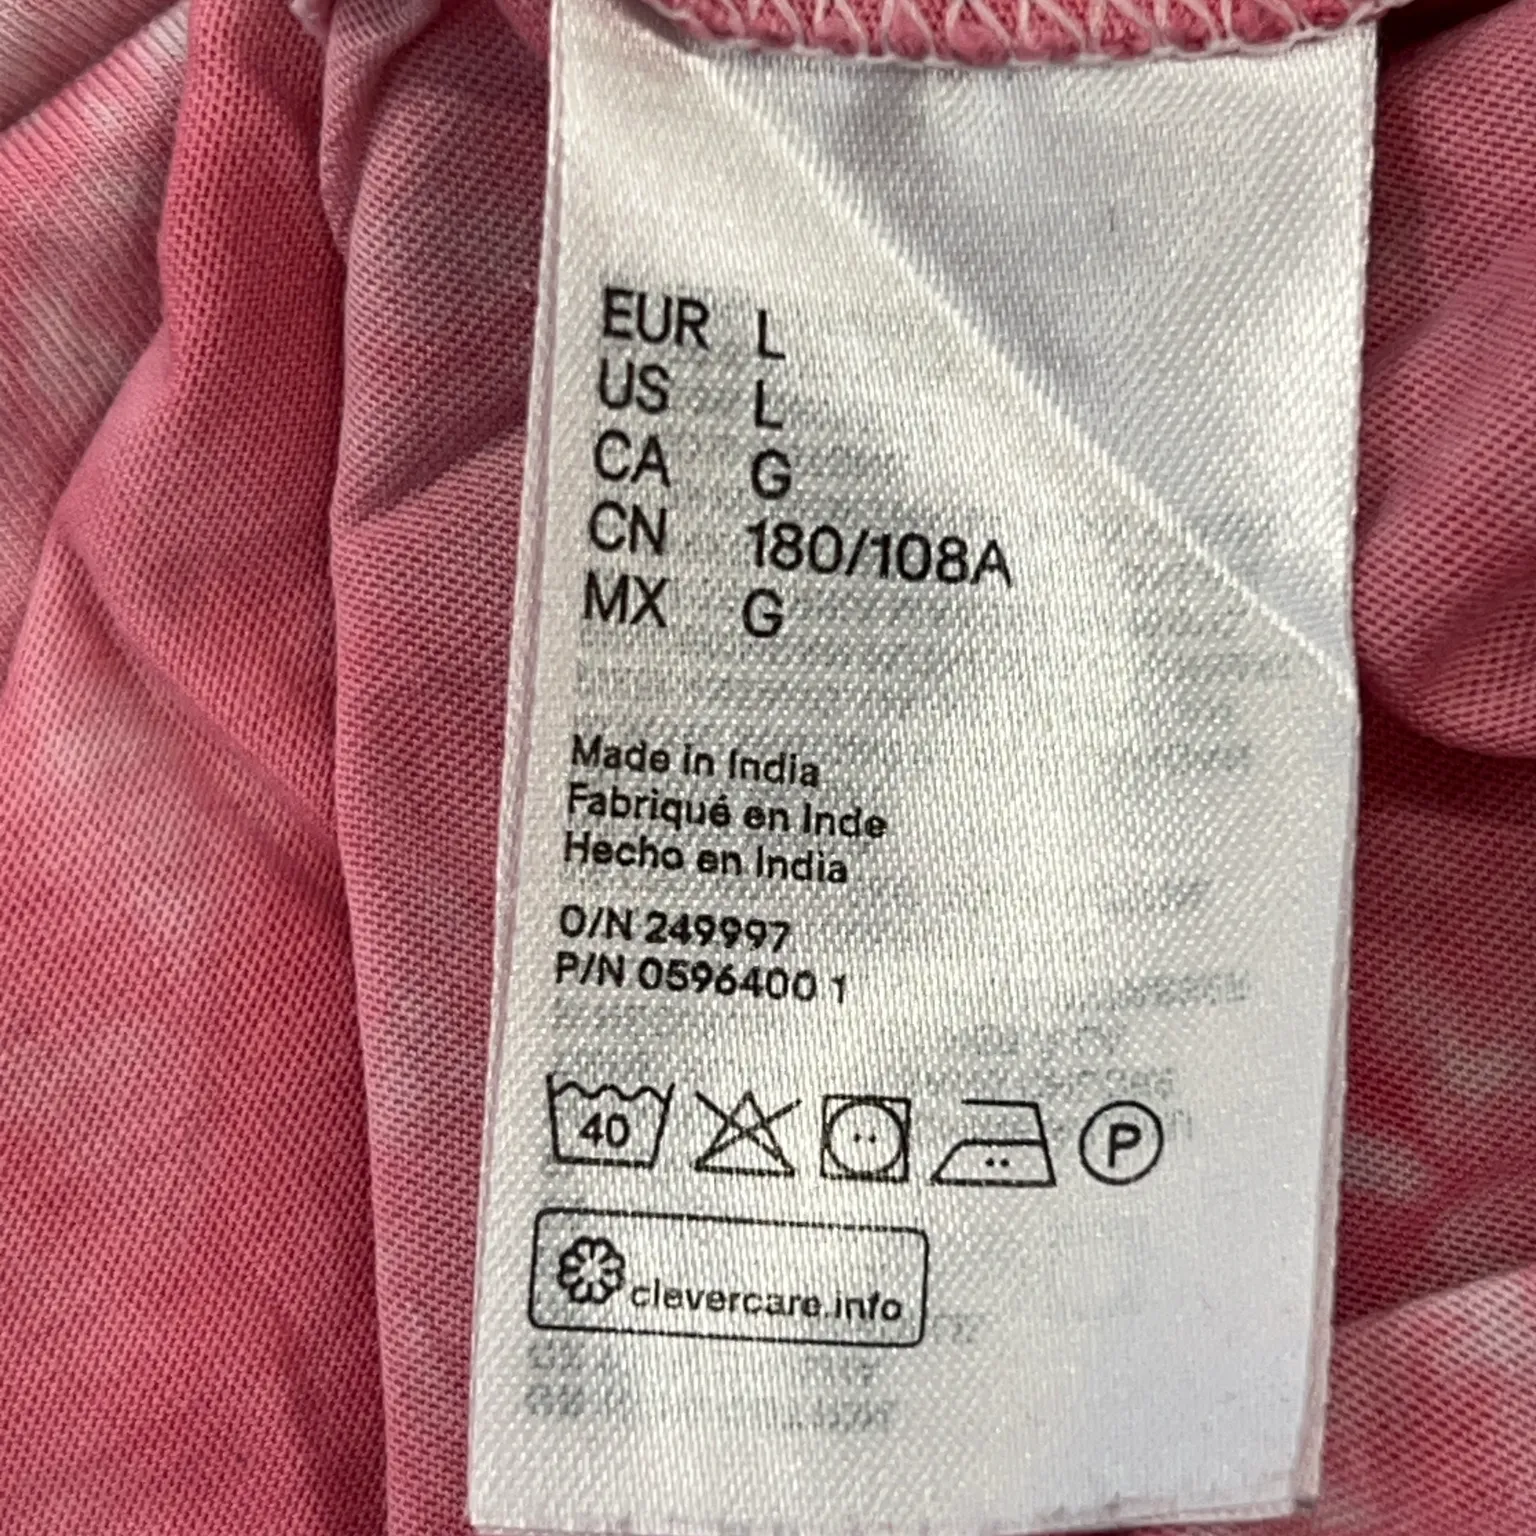 EUR L
US L
CA G
CN 180/108A
MX G
Made in India
Fabriqué en Inde
Hecho en India
O/N 249997
P/N 0596400 1
40
P
clevercare.info